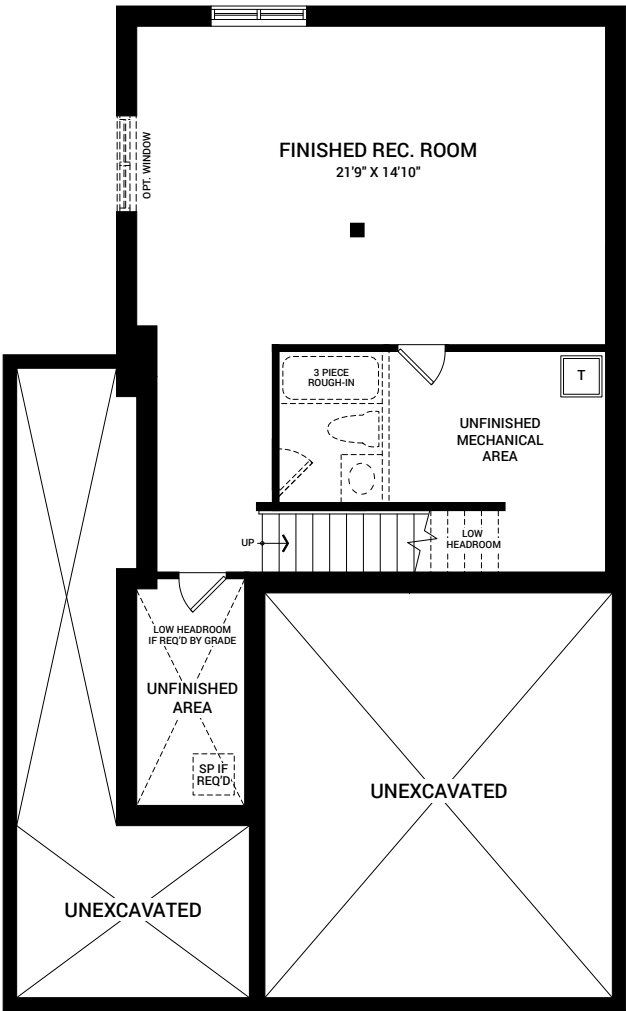 OPT. WINDOW
FINISHED REC. ROOM
21'9" X 14'10"
3 PIECE
ROUGH-IN
T
UNFINISHED
MECHANICAL
AREA
UP
LOW
HEADROOM
LOW HEADROOM
IF REQ'D BY GRADE
UNFINISHED
AREA
SP IF
REQ'D
UNEXCAVATED
UNEXCAVATED